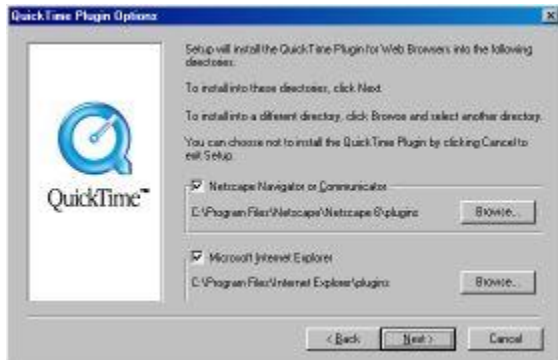 QuickTime Plugin Options
Setup will install the QuickTime Plugin for Web Browsers into the following
directories:
To install into these directories, click Next.
To install into a different directory, click Browse and select another directory.
You can choose not to install the QuickTime Plugin by clicking Cancel to
exit Setup.
QuickTime™
Netscape Navigator or Communicator
C:\Program Files\Netscape\Netscape 6\plugins
Browse...
Microsoft Internet Explorer
C:\Program Files\Internet Explorer\plugins
Browse...
< Back
Next >
Cancel